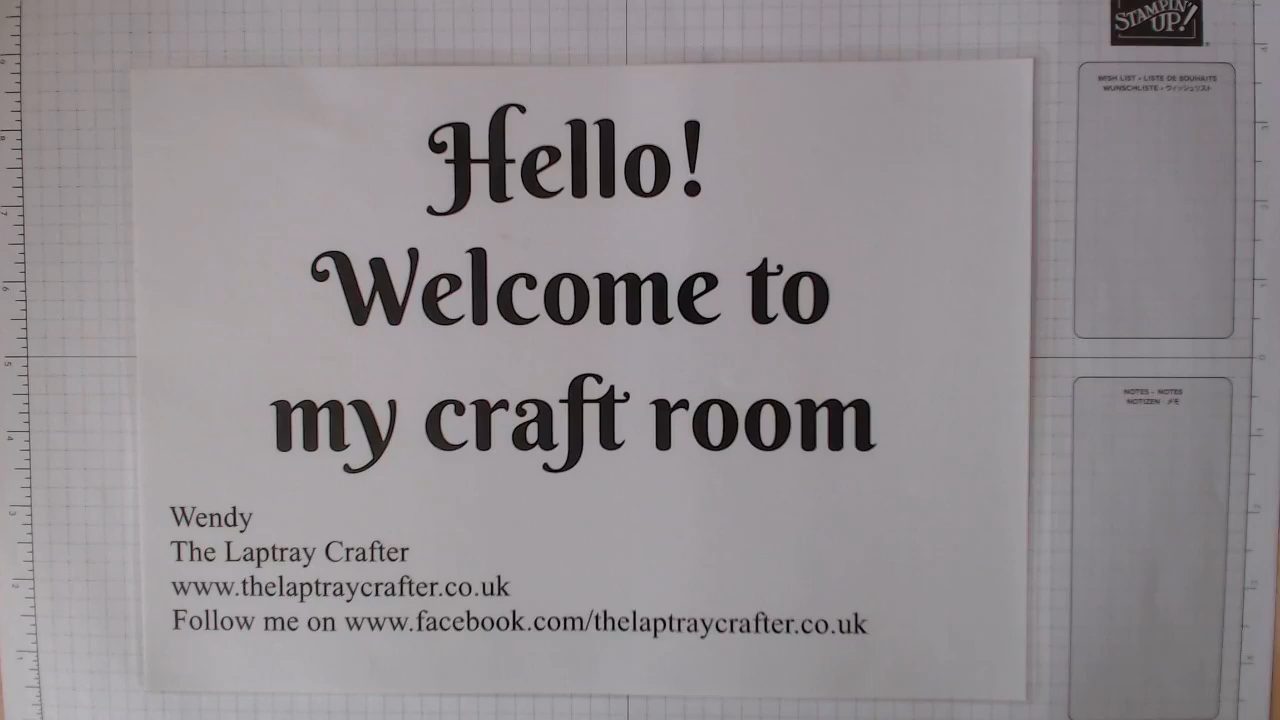 STAMPIN' UP!
WISH LIST • LISTE DE SOUHAITS
WUNSCHLISTE • ウィッシュリスト
Hello!
Welcome to
my craft room
NOTES • NOTES
NOTIZEN • メモ
Wendy
The Laptray Crafter
www.thelaptraycrafter.co.uk
Follow me on www.facebook.com/thelaptraycrafter.co.uk